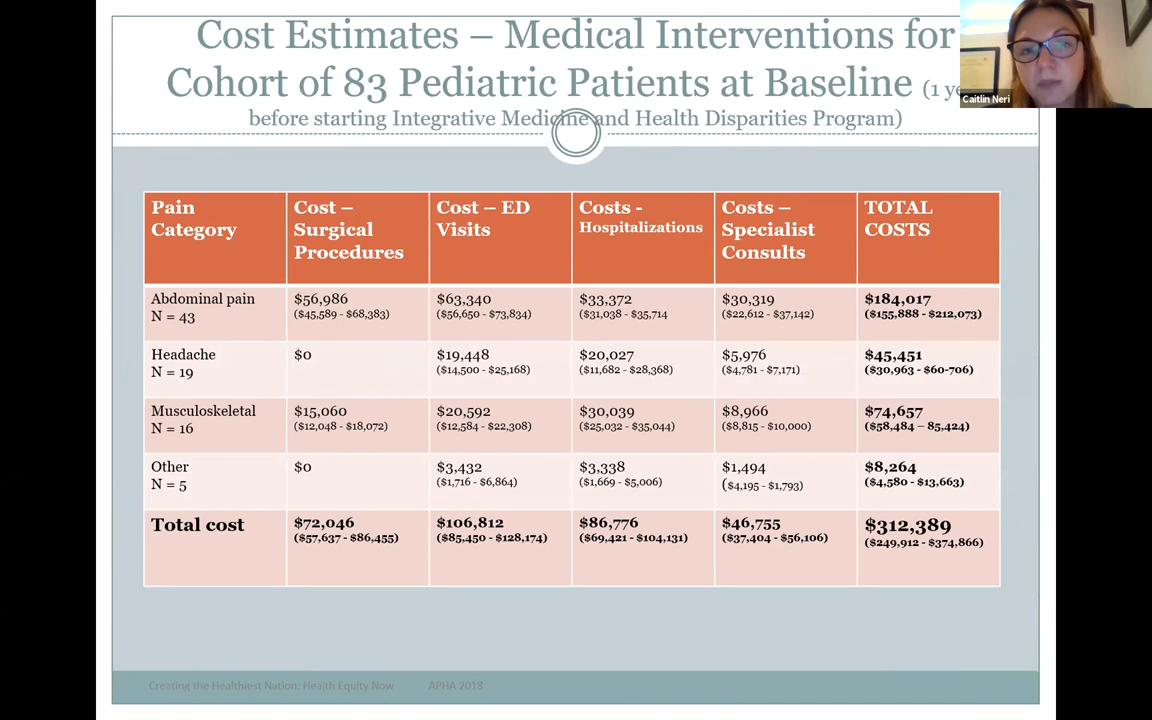 Cost Estimates – Medical Interventions for
Cohort of 83 Pediatric Patients at Baseline (1
before starting Integrative Medicine and Health Disparities Program)
Caitlin Neri
Pain Category
Cost – Surgical Procedures
Cost – ED Visits
Costs - Hospitalizations
Costs – Specialist Consults
TOTAL COSTS
Abdominal pain
N = 43
$56,986
($45,589 - $68,383)
$63,340
($56,650 - $73,834)
$33,372
($31,038 - $35,714
$30,319
($22,612 - $37,142)
$184,017
($155,888 - $212,073)
Headache
N = 19
$0
$19,448
($14,500 - $25,168)
$20,027
($11,682 - $28,368)
$5,976
($4,781 - $7,171)
$45,451
($30,963 - $60-706)
Musculoskeletal
N = 16
$15,060
($12,048 - $18,072)
$20,592
($12,584 - $22,308)
$30,039
($25,032 - $35,044)
$8,966
($8,815 - $10,000)
$74,657
($58,484 – 85,424)
Other
N = 5
$0
$3,432
($1,716 - $6,864)
$3,338
($1,669 - $5,006)
$1,494
($4,195 - $1,793)
$8,264
($4,580 - $13,663)
Total cost
$72,046
($57,637 - $86,455)
$106,812
($85,450 - $128,174)
$86,776
($69,421 - $104,131)
$46,755
($37,404 - $56,106)
$312,389
($249,912 - $374,866)
Creating the Healthiest Nation: Health Equity Now APHA 2018